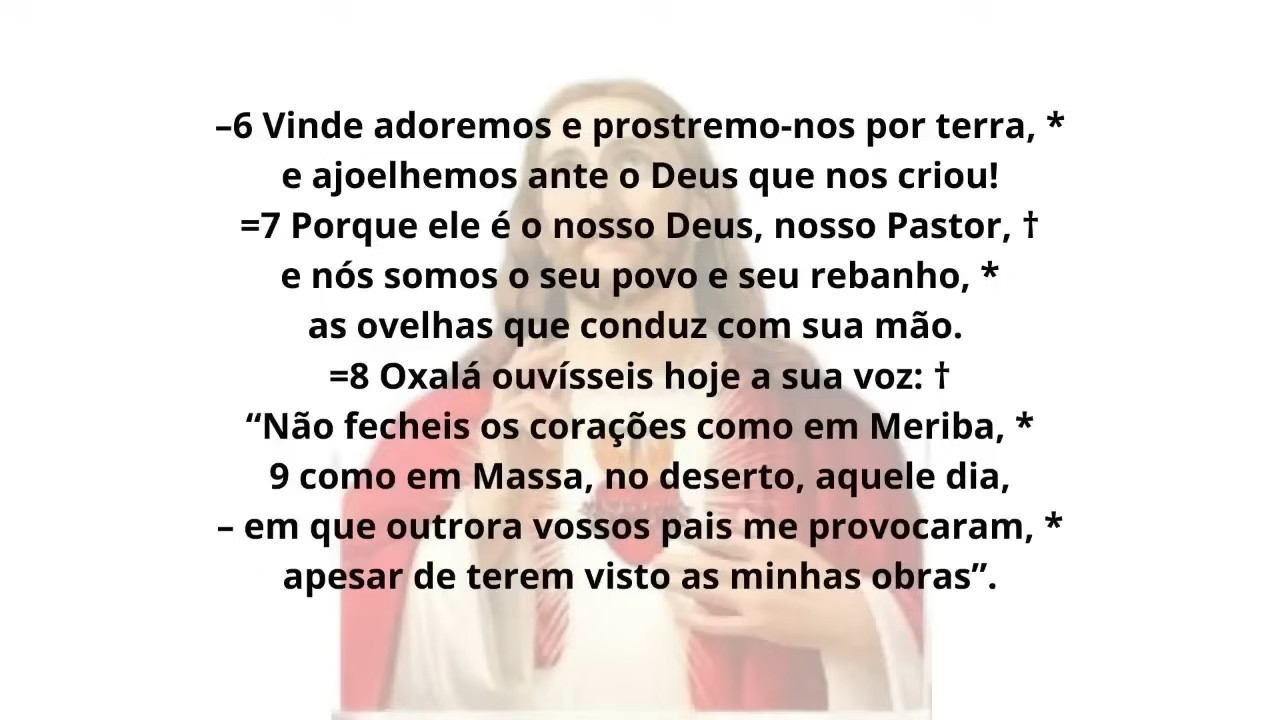 –6 Vinde adoremos e prostremo-nos por terra, *
e ajoelhemos ante o Deus que nos criou!
=7 Porque ele é o nosso Deus, nosso Pastor, †
e nós somos o seu povo e seu rebanho, *
as ovelhas que conduz com sua mão.
=8 Oxalá ouvísseis hoje a sua voz: †
“Não fecheis os corações como em Meriba, *
9 como em Massa, no deserto, aquele dia,
– em que outrora vossos pais me provocaram, *
apesar de terem visto as minhas obras”.